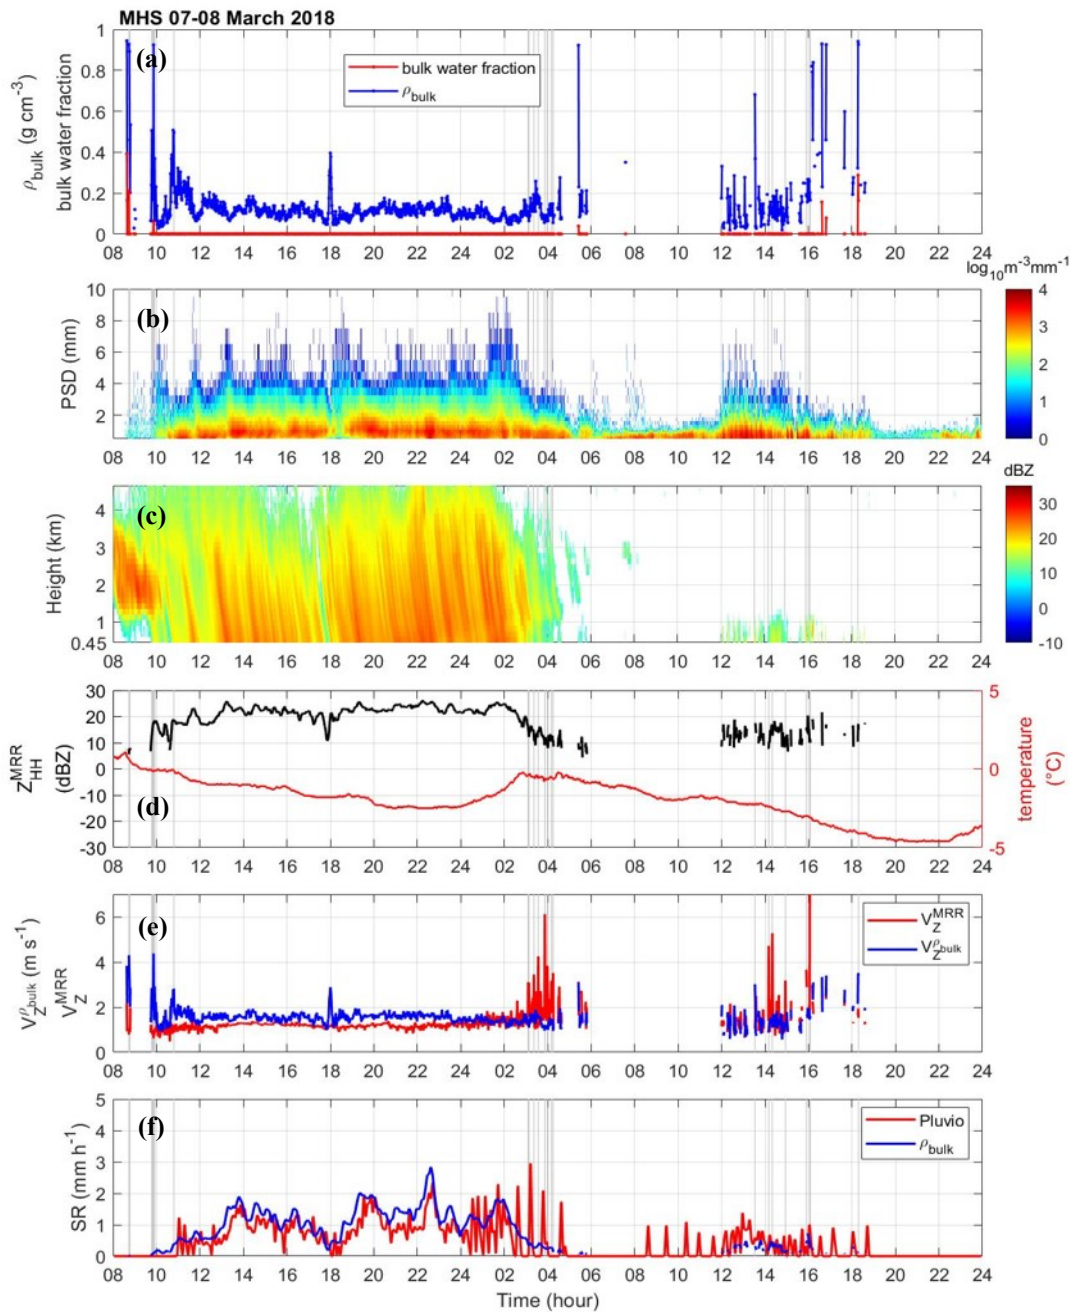 MHS 07-08 March 2018
(a)
1
0.8
0.6
0.4
0.2
0
ρbulk (g cm-3)
bulk water fraction
bulk water fraction
ρbulk
08 10 12 14 16 18 20 22 24 02 04 06 08 10 12 14 16 18 20 22 24
log10m-3mm-1
(b)
10
8
6
4
2
PSD (mm)
4
3
2
1
0
08 10 12 14 16 18 20 22 24 02 04 06 08 10 12 14 16 18 20 22 24
dBZ
(c)
4
3
2
1
0.45
Height (km)
30
20
10
0
-10
08 10 12 14 16 18 20 22 24 02 04 06 08 10 12 14 16 18 20 22 24
30
20
10
0
-10
-20
-30
ZHHMRR
(dBZ)
(d)
5
0
-5
temperature
(°C)
08 10 12 14 16 18 20 22 24 02 04 06 08 10 12 14 16 18 20 22 24
(e)
6
4
2
0
VZρbulk (m s-1)
VZMRR
VZMRR
VZρbulk
08 10 12 14 16 18 20 22 24 02 04 06 08 10 12 14 16 18 20 22 24
(f)
5
4
3
2
1
0
SR (mm h-1)
Pluvio
ρbulk
08 10 12 14 16 18 20 22 24 02 04 06 08 10 12 14 16 18 20 22 24
Time (hour)